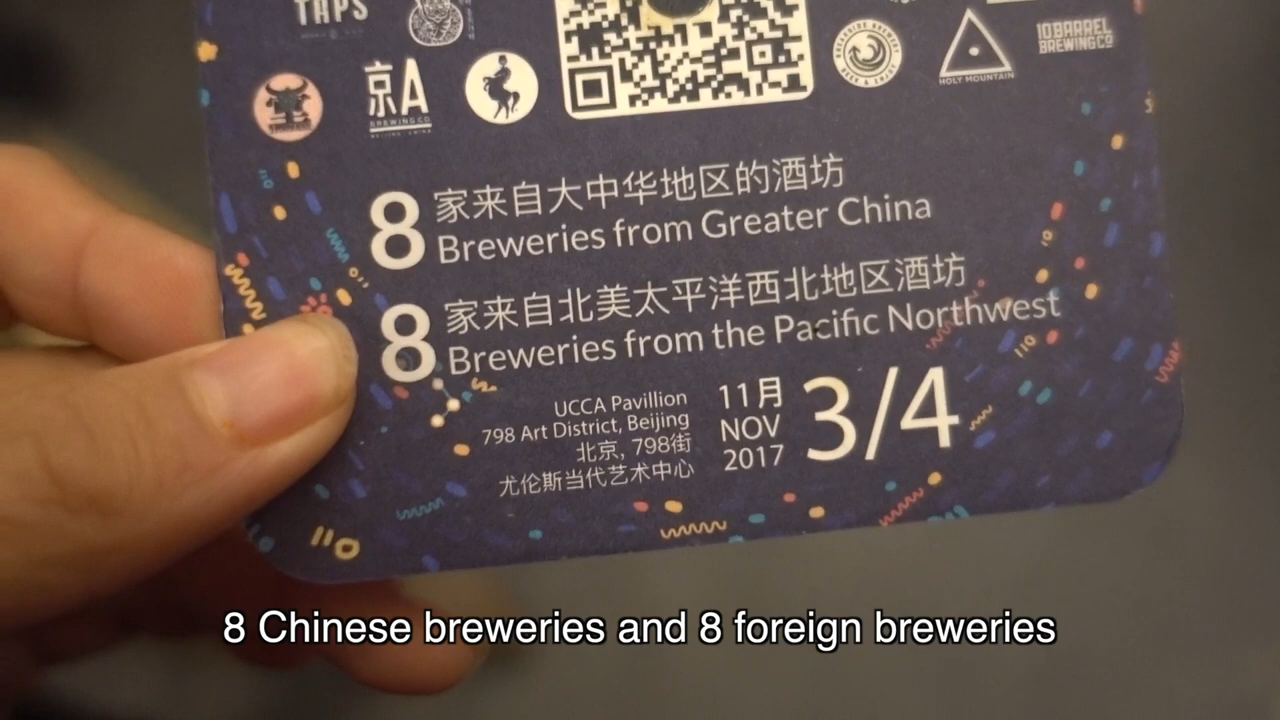 TAPS
京A
BREWING CO.
BEIJING CHINA
HOLY MOUNTAIN
10 BARREL
BREWING CO
8
家来自大中华地区的酒坊
Breweries from Greater China
8
家来自北美太平洋西北地区酒坊
Breweries from the Pacific Northwest
UCCA Pavillion
798 Art District, Beijing
北京, 798街
尤伦斯当代艺术中心
11月
NOV
2017
3/4
8 Chinese breweries and 8 foreign breweries